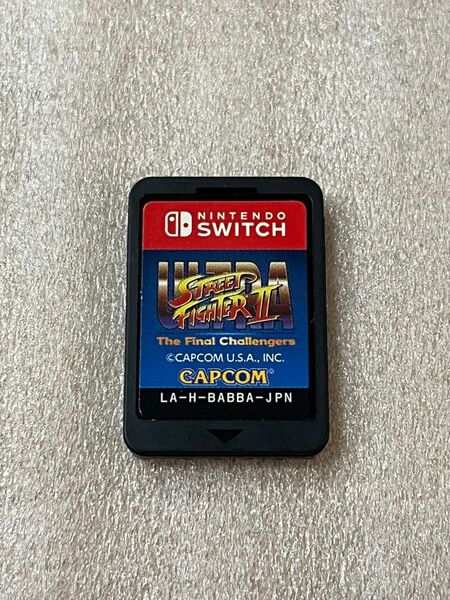 NINTENDO
SWITCH
ULTRA
STREET
FIGHTER II
The Final Challengers
©CAPCOM U.S.A., INC.
CAPCOM
LA-H-BABBA-JPN